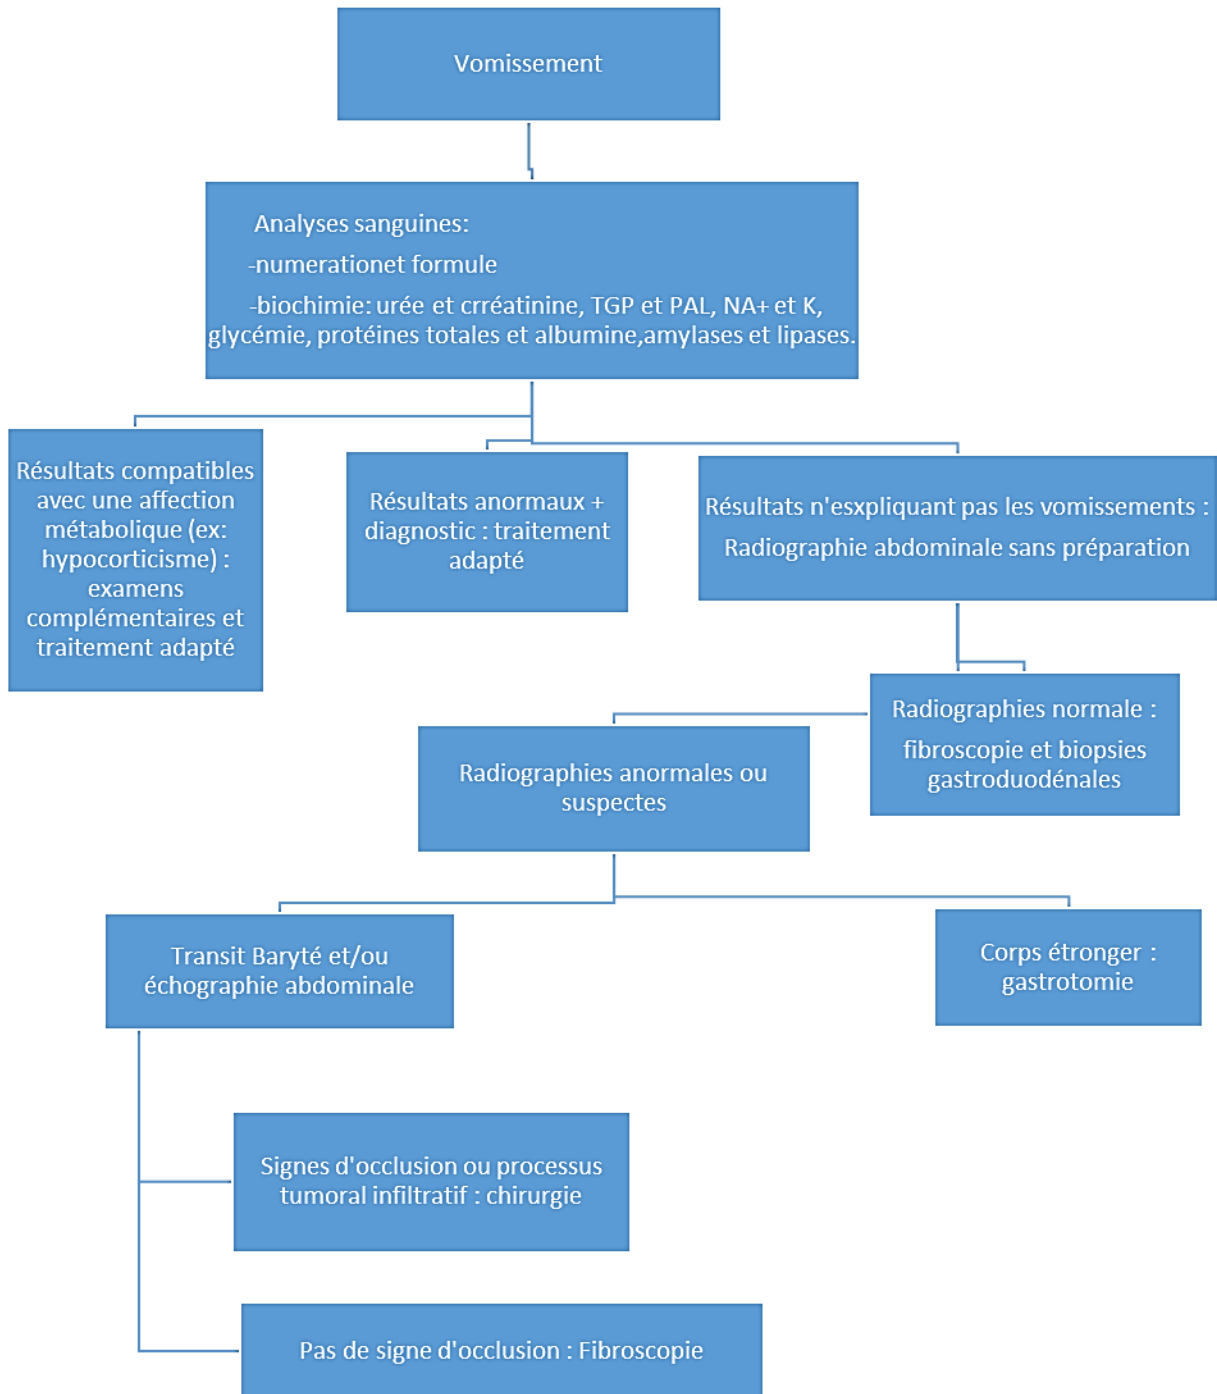 Vomissement
Analyses sanguines:
-numerationet formule
-biochimie: urée et crréatinine, TGP et PAL, NA+ et K,
glycémie, protéines totales et albumine,amylases et lipases.
Résultats compatibles
avec une affection
métabolique (ex:
hypocorticisme) :
examens
complémentaires et
traitement adapté
Résultats anormaux +
diagnostic : traitement
adapté
Résultats n'esxpliquant pas les vomissements :
Radiographie abdominale sans préparation
Radiographies normale :
fibroscopie et biopsies
gastroduodénales
Radiographies anormales ou
suspectes
Transit Baryté et/ou
échographie abdominale
Corps étronger :
gastrotomie
Signes d'occlusion ou processus
tumoral infiltratif : chirurgie
Pas de signe d'occlusion : Fibroscopie